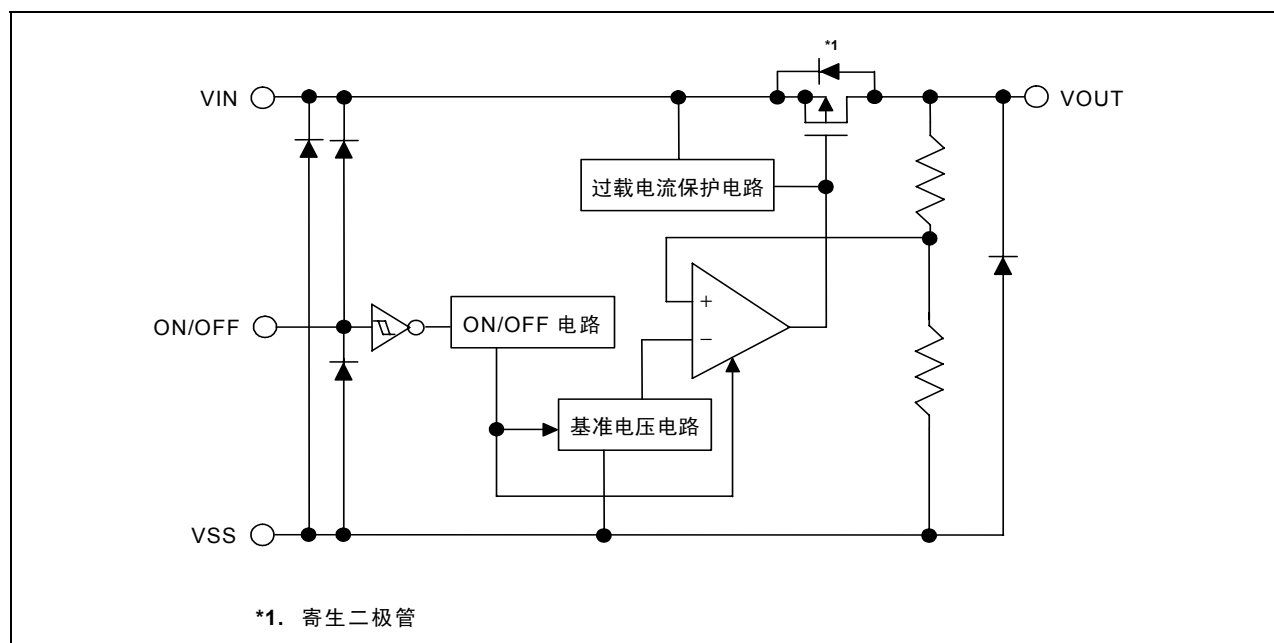 *1
VIN
VOUT
过载电流保护电路
+
ON/OFF
ON/OFF 电路
−
基准电压电路
VSS
*1. 寄生二极管